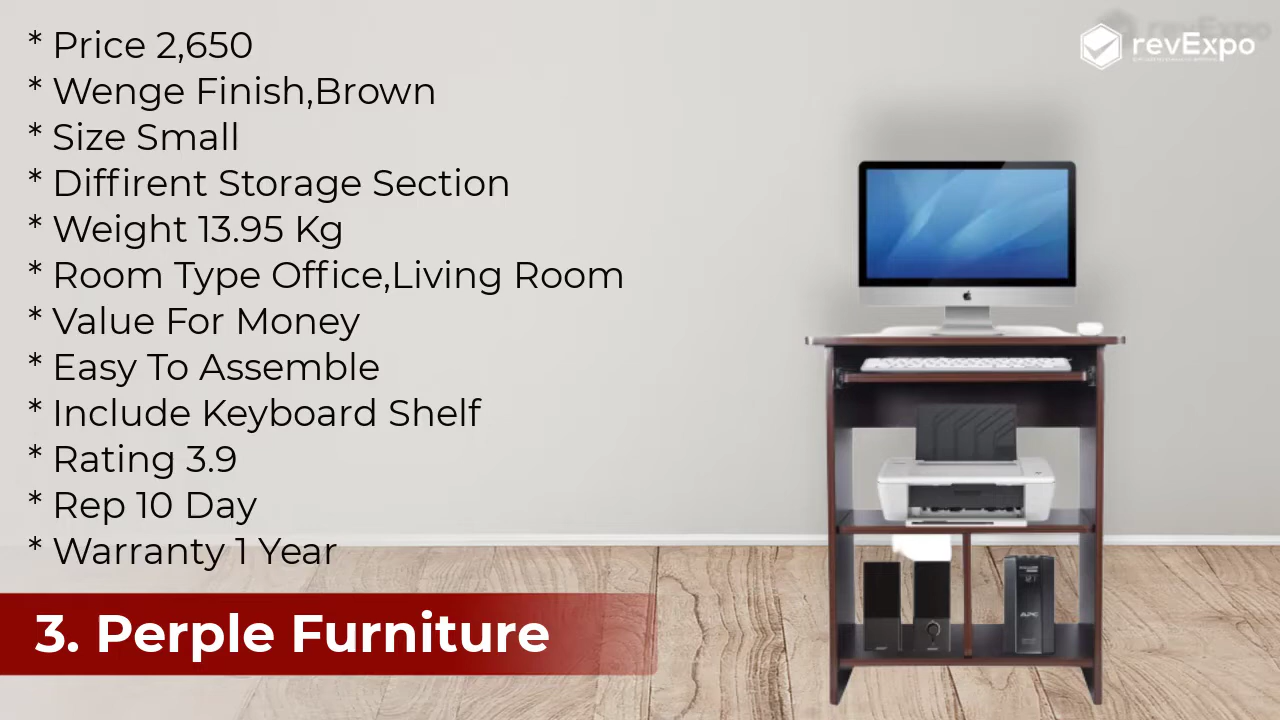 * Price 2,650
* Wenge Finish,Brown
* Size Small
* Diffirent Storage Section
* Weight 13.95 Kg
* Room Type Office,Living Room
* Value For Money
* Easy To Assemble
* Include Keyboard Shelf
* Rating 3.9
* Rep 10 Day
* Warranty 1 Year
3. Perple Furniture
revExpo
revExpo